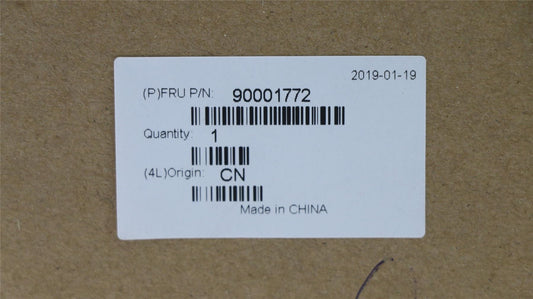 2019-01-19
(P)FRU P/N: 90001772
Quantity: 1
(4L)Origin: CN
Made in CHINA